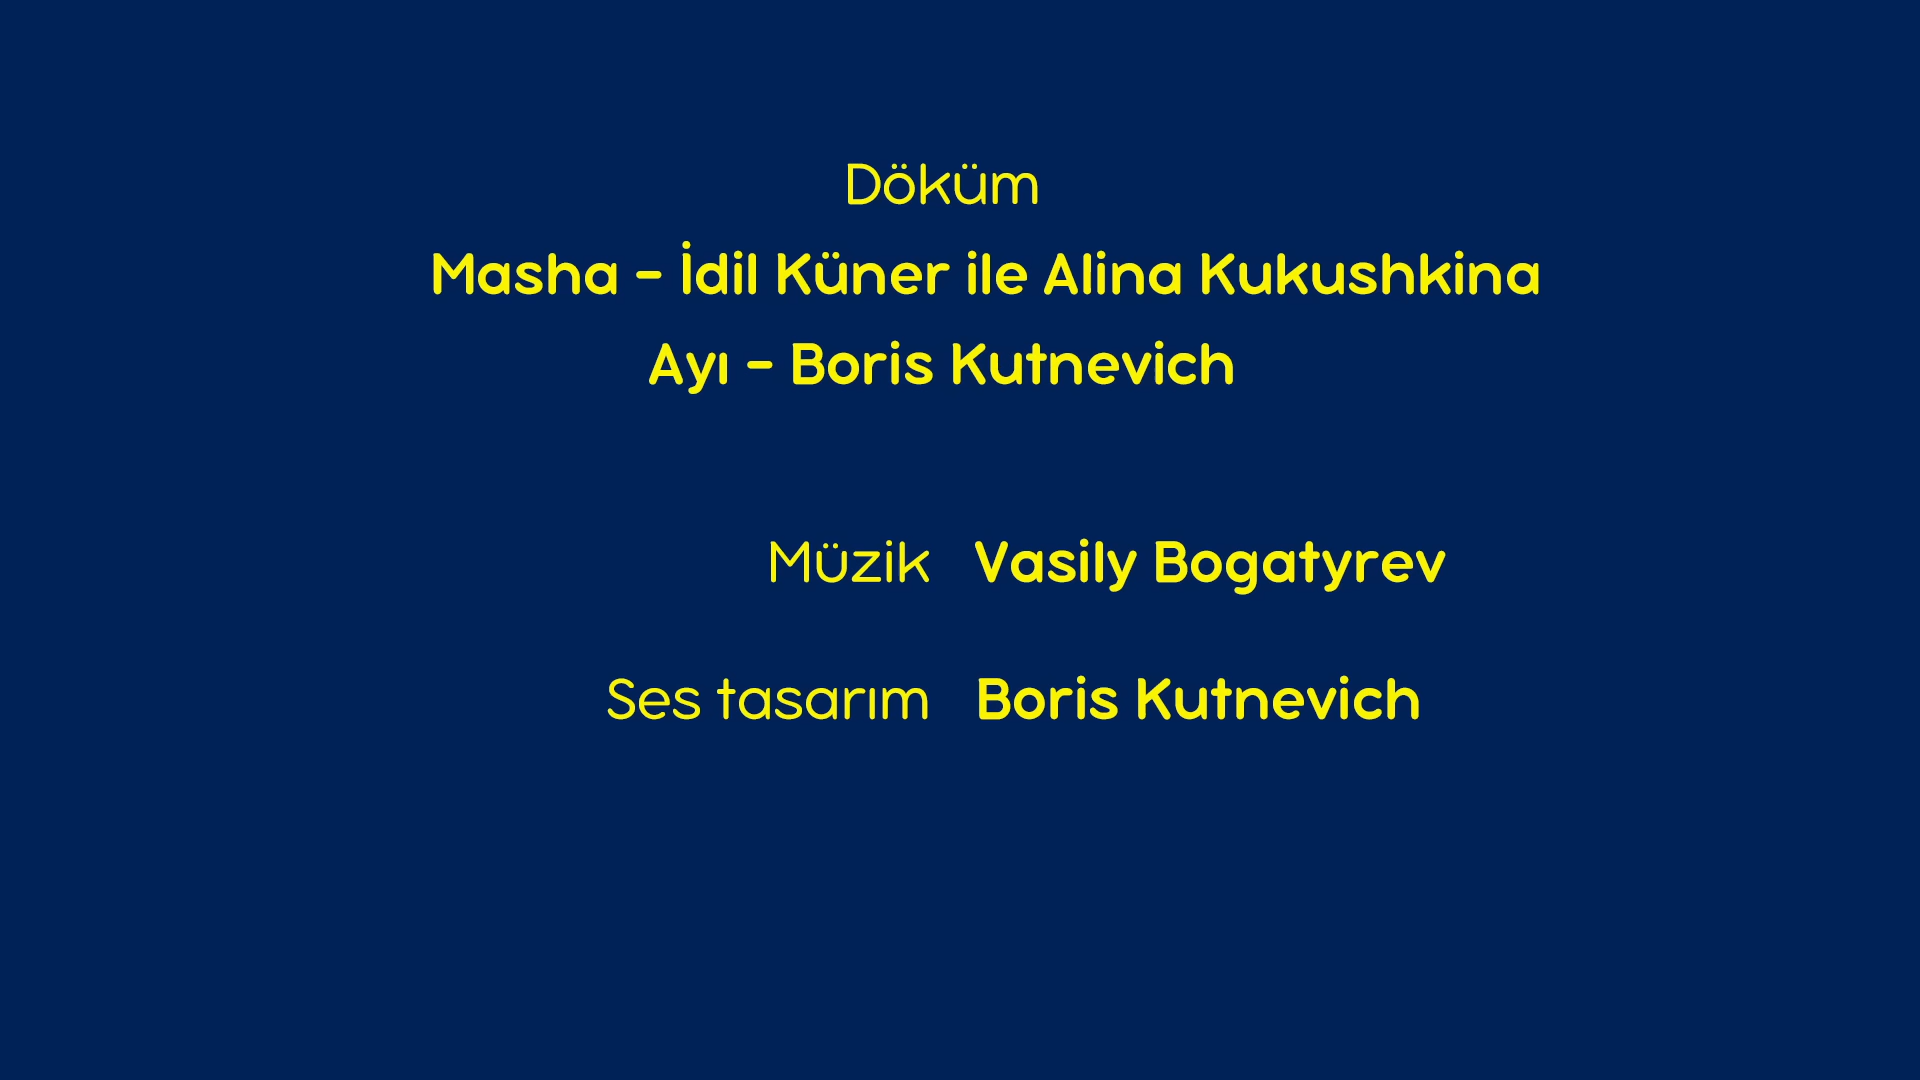 Döküm
Masha - İdil Küner ile Alina Kukushkina
Ayı - Boris Kutnevich
Müzik Vasily Bogatyrev
Ses tasarım Boris Kutnevich